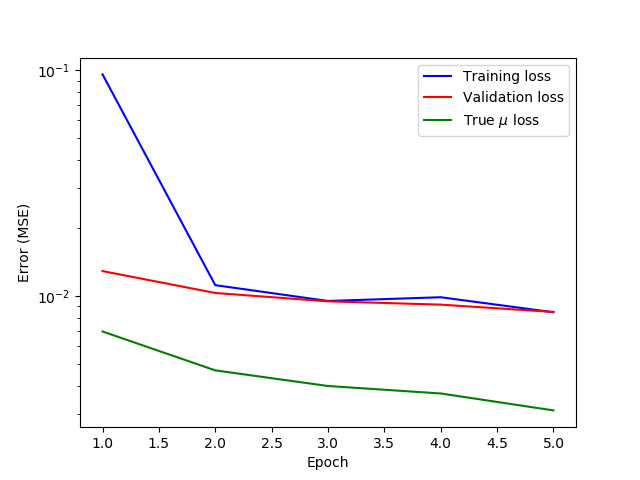 10⁻¹
10⁻²
Error (MSE)
Training loss
Validation loss
True μ loss
1.0 1.5 2.0 2.5 3.0 3.5 4.0 4.5 5.0
Epoch